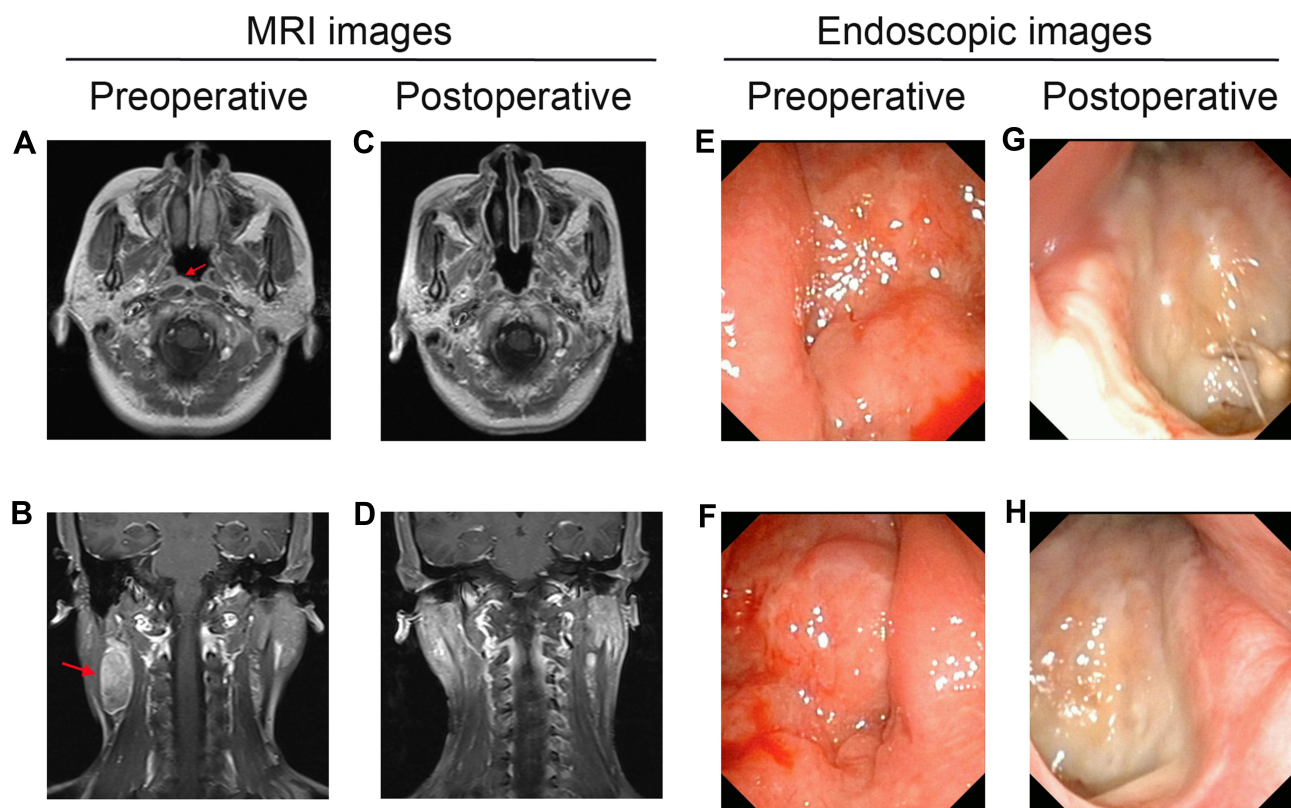 MRI images Endoscopic images
Preoperative Postoperative Preoperative Postoperative
A C E G
B D F H